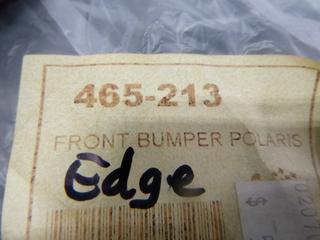 465-213
FRONT BUMPER POLARIS
Edge